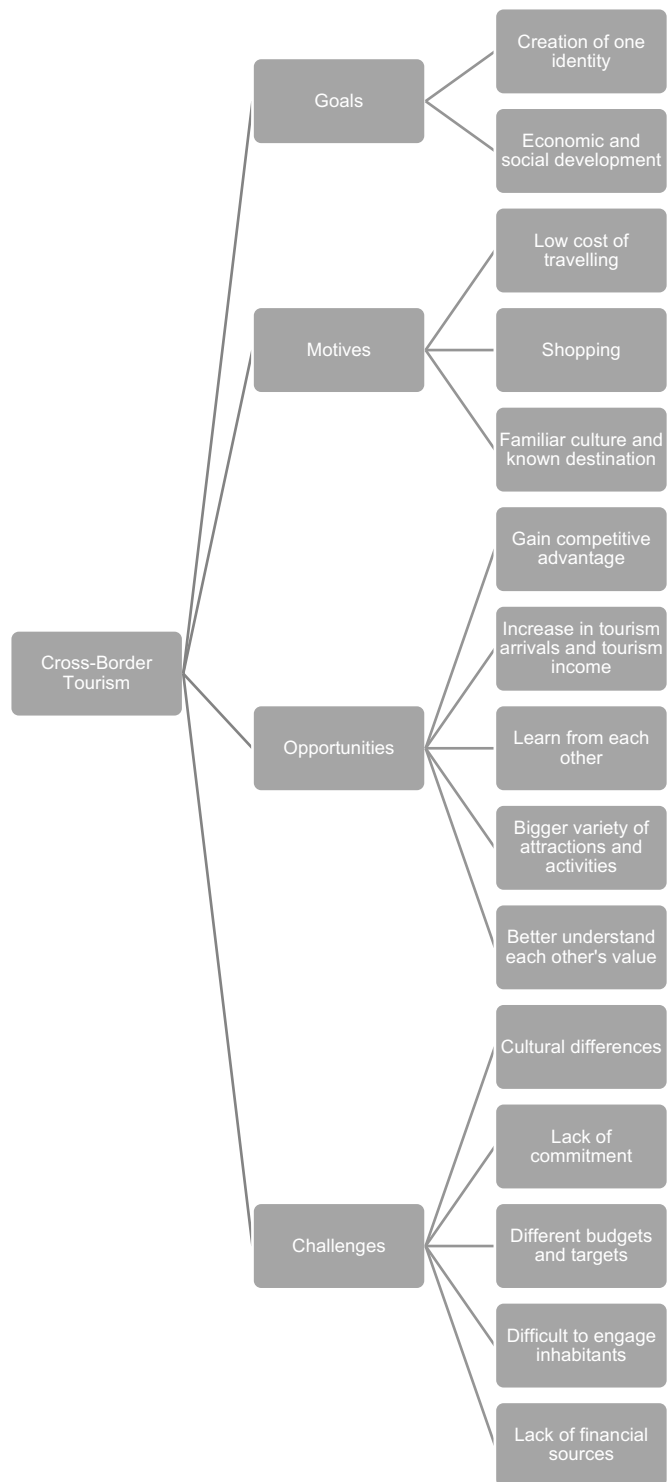 Creation of one
identity
Goals
Economic and
social development
Low cost of
travelling
Motives
Shopping
Familiar culture and
known destination
Gain competitive
advantage
Cross-Border
Tourism
Increase in tourism
arrivals and tourism
income
Opportunities
Learn from each
other
Bigger variety of
attractions and
activities
Better understand
each other's value
Cultural differences
Lack of
commitment
Challenges
Different budgets
and targets
Difficult to engage
inhabitants
Lack of financial
sources